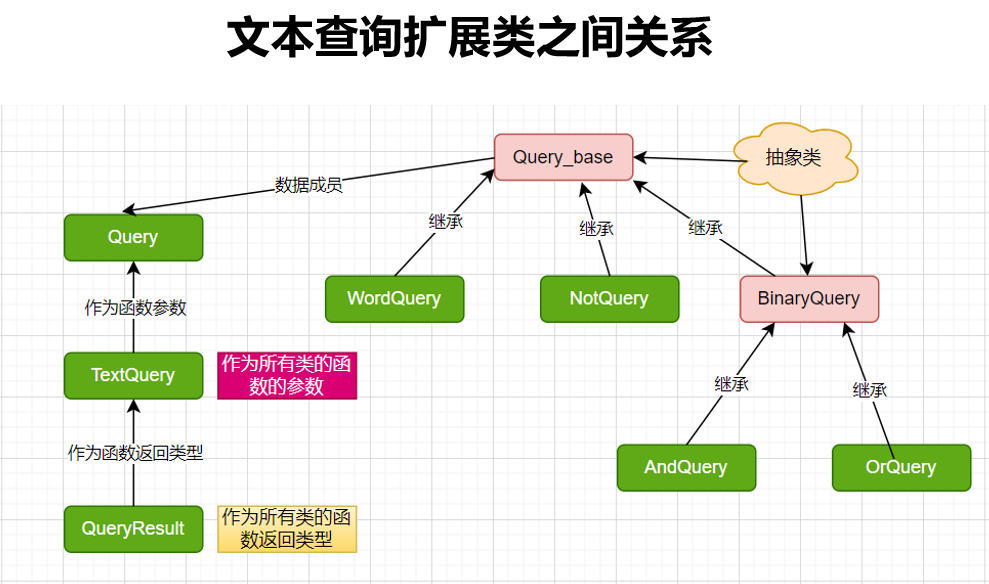 文本查询扩展类之间关系
Query_base
抽象类
数据成员
Query
继承
继承
继承
WordQuery
NotQuery
BinaryQuery
作为函数参数
TextQuery
作为所有类的函
数的参数
继承
继承
作为函数返回类型
AndQuery
OrQuery
QueryResult
作为所有类的函
数返回类型